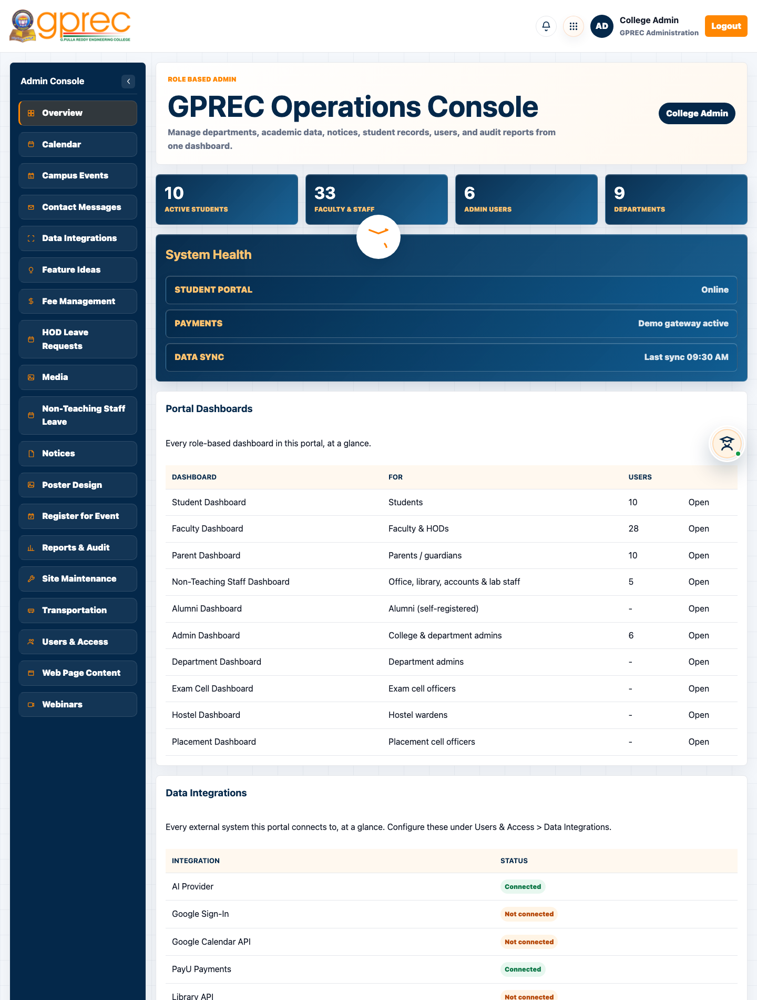 gprec
G.PULLA REDDY ENGINEERING COLLEGE
AD
College Admin
GPREC Administration
Logout
Admin Console
Overview
Calendar
Campus Events
Contact Messages
Data Integrations
Feature Ideas
Fee Management
HOD Leave
Requests
Media
Non-Teaching Staff
Leave
Notices
Poster Design
Register for Event
Reports & Audit
Site Maintenance
Transportation
Users & Access
Web Page Content
Webinars
ROLE BASED ADMIN
GPREC Operations Console
Manage departments, academic data, notices, student records, users, and audit reports from
one dashboard.
College Admin
10
ACTIVE STUDENTS
33
FACULTY & STAFF
6
ADMIN USERS
9
DEPARTMENTS
System Health
STUDENT PORTAL Online
PAYMENTS Demo gateway active
DATA SYNC Last sync 09:30 AM
Portal Dashboards
Every role-based dashboard in this portal, at a glance.
DASHBOARD FOR USERS
Student Dashboard Students 10 Open
Faculty Dashboard Faculty & HODs 28 Open
Parent Dashboard Parents / guardians 10 Open
Non-Teaching Staff Dashboard Office, library, accounts & lab staff 5 Open
Alumni Dashboard Alumni (self-registered) - Open
Admin Dashboard College & department admins 6 Open
Department Dashboard Department admins - Open
Exam Cell Dashboard Exam cell officers - Open
Hostel Dashboard Hostel wardens - Open
Placement Dashboard Placement cell officers - Open
Data Integrations
Every external system this portal connects to, at a glance. Configure these under Users & Access > Data Integrations.
INTEGRATION STATUS
AI Provider Connected
Google Sign-In Not connected
Google Calendar API Not connected
PayU Payments Connected
Library API Not connected